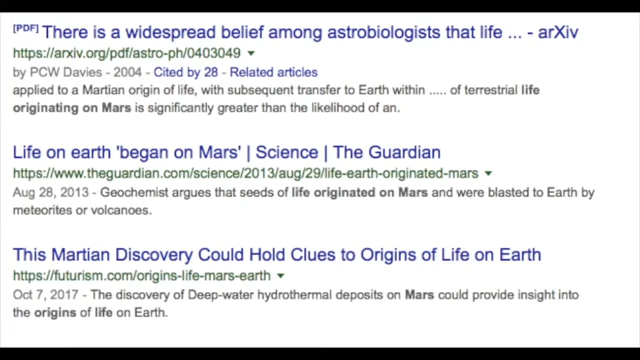 [PDF] There is a widespread belief among astrobiologists that life ... - arXiv
https://arxiv.org/pdf/astro-ph/0403049
by PCW Davies - 2004 - Cited by 28 - Related articles
applied to a Martian origin of life, with subsequent transfer to Earth within ..... of terrestrial life
originating on Mars is significantly greater than the likelihood of an.
Life on earth 'began on Mars' | Science | The Guardian
https://www.theguardian.com/science/2013/aug/29/life-earth-originated-mars
Aug 28, 2013 - Geochemist argues that seeds of life originated on Mars and were blasted to Earth by
meteorites or volcanoes.
This Martian Discovery Could Hold Clues to Origins of Life on Earth
https://futurism.com/origins-life-mars-earth
Oct 7, 2017 - The discovery of Deep-water hydrothermal deposits on Mars could provide insight into
the origins of life on Earth.